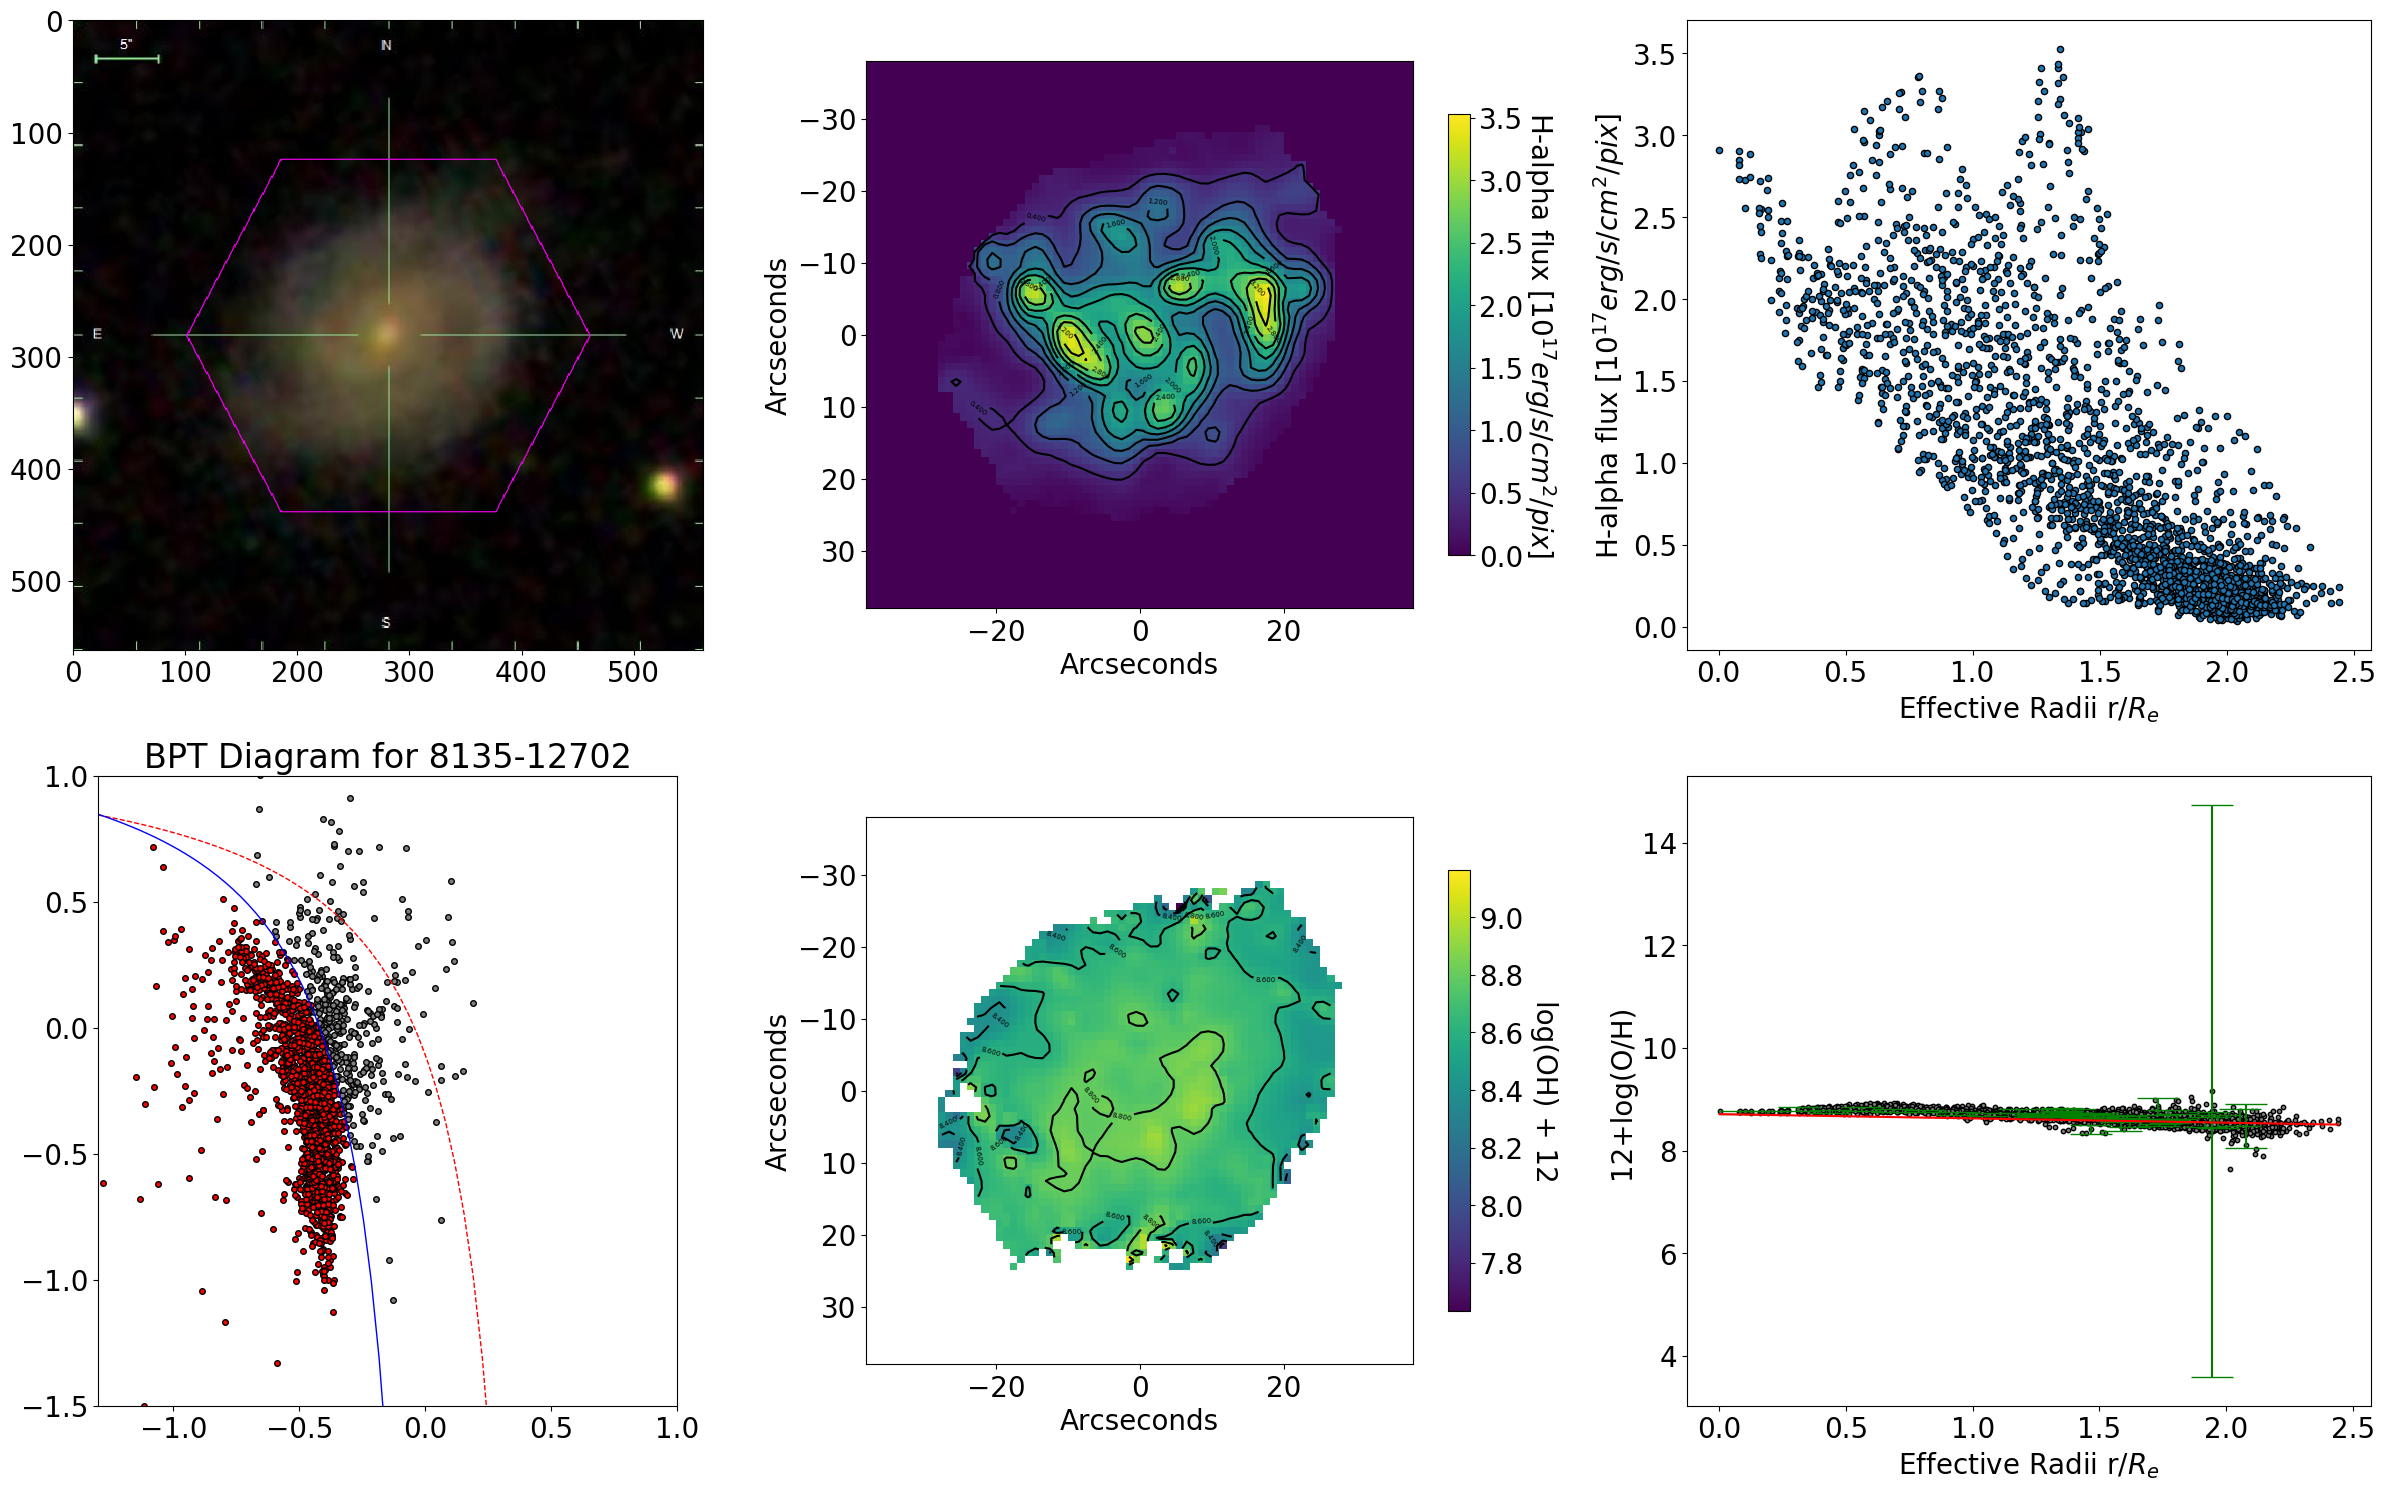 0
100
200
300
400
500
0 100 200 300 400 500
5"
N
E
W
S
−30
−20
−10
0
10
20
30
−20 0 20
Arcseconds
Arcseconds
3.5
3.0
2.5
2.0
1.5
1.0
0.5
0.0
H-alpha flux [10^17 erg/s/cm^2/pix]
H-alpha flux [10^17 erg/s/cm^2/pix]
3.5
3.0
2.5
2.0
1.5
1.0
0.5
0.0
0.0 0.5 1.0 1.5 2.0 2.5
Effective Radii r/R_e
BPT Diagram for 8135-12702
1.0
0.5
0.0
−0.5
−1.0
−1.5
−1.0 −0.5 0.0 0.5 1.0
−30
−20
−10
0
10
20
30
−20 0 20
Arcseconds
Arcseconds
9.0
8.8
8.6
8.4
8.2
8.0
7.8
log(OH) + 12
12+log(O/H)
14
12
10
8
6
4
0.0 0.5 1.0 1.5 2.0 2.5
Effective Radii r/R_e